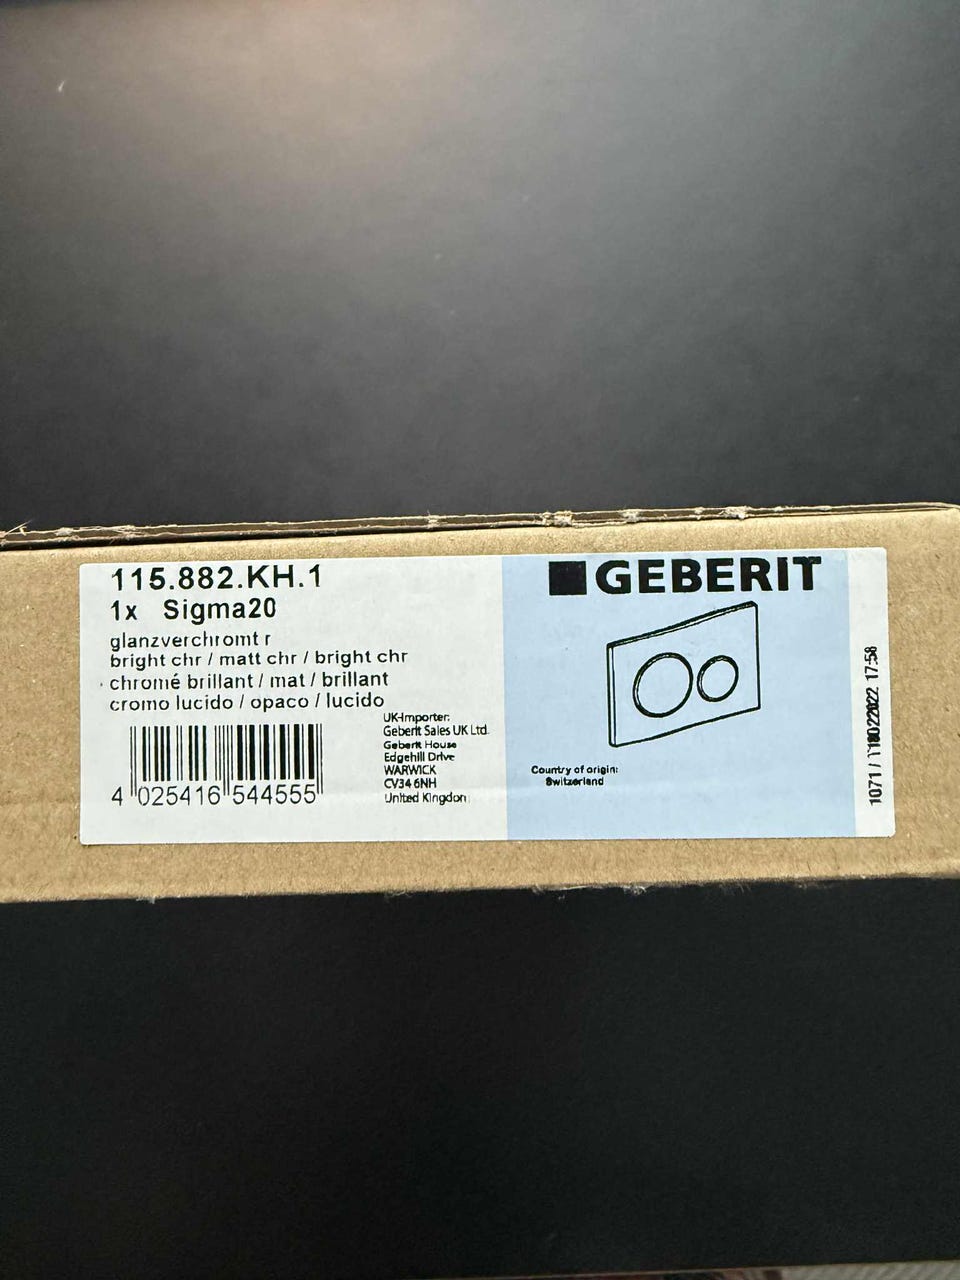 115.882.KH.1
1x Sigma20
glanzverchromt r
bright chr / matt chr / bright chr
chromé brillant / mat / brillant
cromo lucido / opaco / lucido
4 025416 544555
UK-Importer:
Geberit Sales UK Ltd.
Geberit House
Edgehill Drive
WARWICK
CV34 6NH
United Kingdom
GEBERIT
Country of origin:
Switzerland
1071 / 17:58